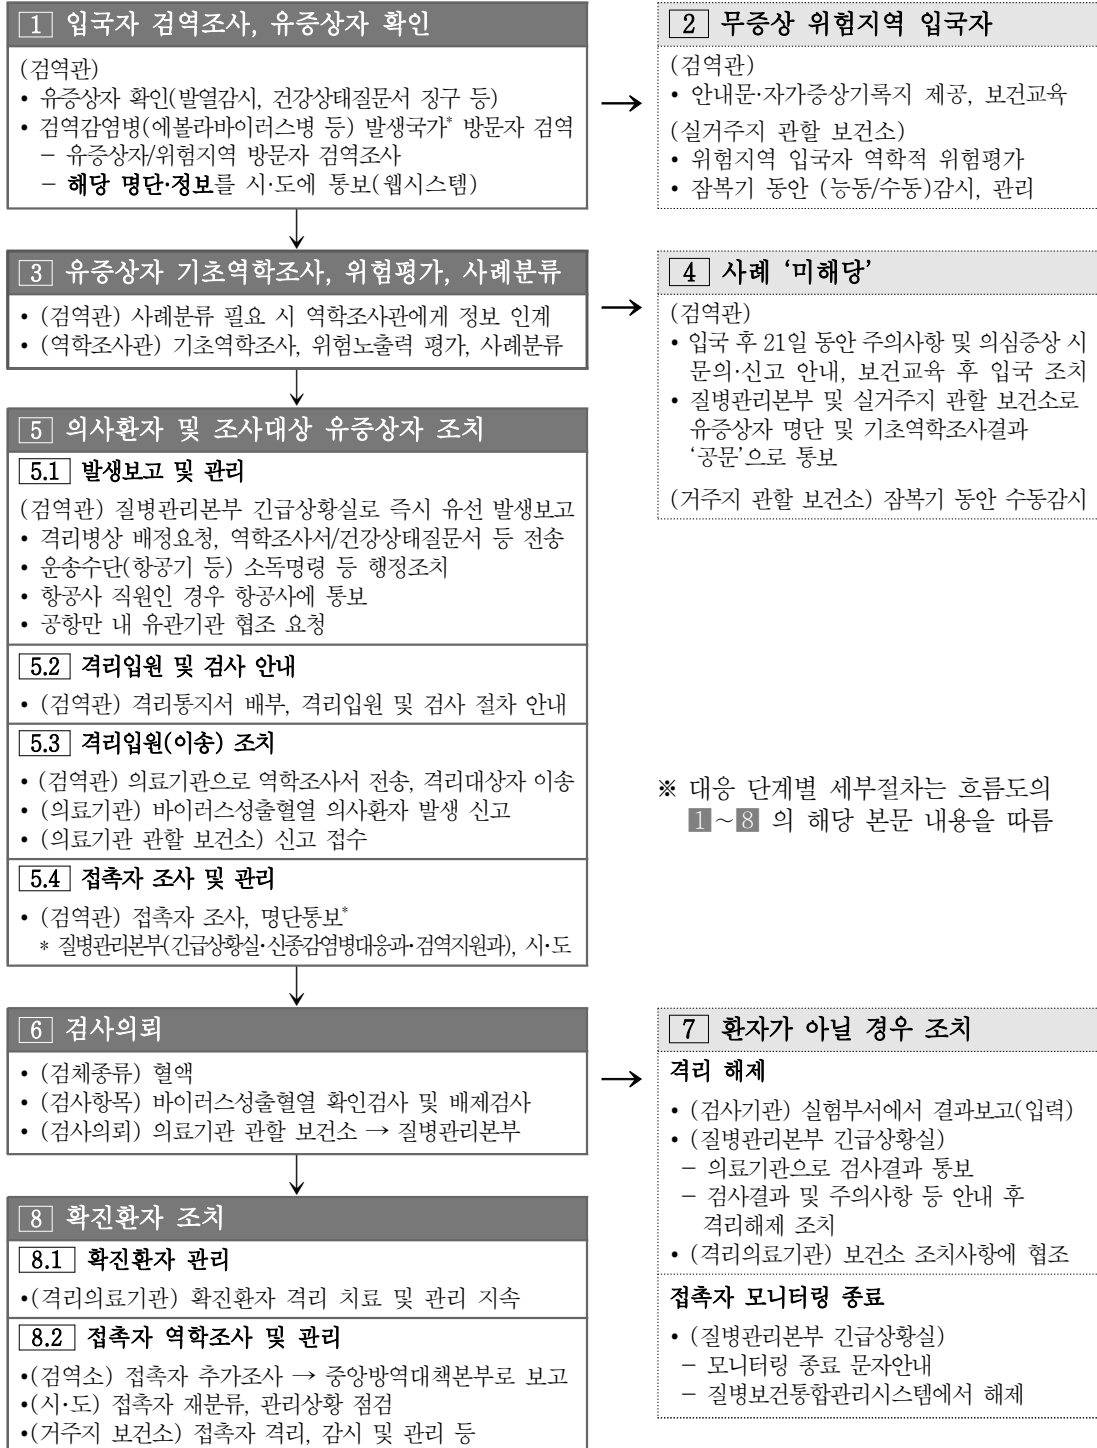 1 입국자 검역조사, 유증상자 확인
(검역관)
• 유증상자 확인(발열감시, 건강상태질문서 징구 등)
• 검역감염병(에볼라바이러스병 등) 발생국가* 방문자 검역
− 유증상자/위험지역 방문자 검역조사
− 해당 명단·정보를 시·도에 통보(웹시스템)
→
2 무증상 위험지역 입국자
(검역관)
• 안내문·자가증상기록지 제공, 보건교육
(실거주지 관할 보건소)
• 위험지역 입국자 역학적 위험평가
• 잠복기 동안 (능동/수동)감시, 관리
3 유증상자 기초역학조사, 위험평가, 사례분류
• (검역관) 사례분류 필요 시 역학조사관에게 정보 인계
• (역학조사관) 기초역학조사, 위험노출력 평가, 사례분류
→
4 사례 ‘미해당’
(검역관)
• 입국 후 21일 동안 주의사항 및 의심증상 시
문의·신고 안내, 보건교육 후 입국 조치
• 질병관리본부 및 실거주지 관할 보건소로
유증상자 명단 및 기초역학조사결과
‘공문’으로 통보
(거주지 관할 보건소) 잠복기 동안 수동감시
5 의사환자 및 조사대상 유증상자 조치
5.1 발생보고 및 관리
(검역관) 질병관리본부 긴급상황실로 즉시 유선 발생보고
• 격리병상 배정요청, 역학조사서/건강상태질문서 등 전송
• 운송수단(항공기 등) 소독명령 등 행정조치
• 항공사 직원인 경우 항공사에 통보
• 공항만 내 유관기관 협조 요청
5.2 격리입원 및 검사 안내
• (검역관) 격리통지서 배부, 격리입원 및 검사 절차 안내
5.3 격리입원(이송) 조치
• (검역관) 의료기관으로 역학조사서 전송, 격리대상자 이송
• (의료기관) 바이러스성출혈열 의사환자 발생 신고
• (의료기관 관할 보건소) 신고 접수
5.4 접촉자 조사 및 관리
• (검역관) 접촉자 조사, 명단통보*
* 질병관리본부(긴급상황실·신종감염병대응과·검역지원과), 시·도
※ 대응 단계별 세부절차는 흐름도의
1~8 의 해당 본문 내용을 따름
6 검사의뢰
• (검체종류) 혈액
• (검사항목) 바이러스성출혈열 확인검사 및 배제검사
• (검사의뢰) 의료기관 관할 보건소 → 질병관리본부
→
7 환자가 아닐 경우 조치
격리 해제
• (검사기관) 실험부서에서 결과보고(입력)
• (질병관리본부 긴급상황실)
− 의료기관으로 검사결과 통보
− 검사결과 및 주의사항 등 안내 후
격리해제 조치
• (격리의료기관) 보건소 조치사항에 협조
접촉자 모니터링 종료
• (질병관리본부 긴급상황실)
− 모니터링 종료 문자안내
− 질병보건통합관리시스템에서 해제
8 확진환자 조치
8.1 확진환자 관리
•(격리의료기관) 확진환자 격리 치료 및 관리 지속
8.2 접촉자 역학조사 및 관리
•(검역소) 접촉자 추가조사 → 중앙방역대책본부로 보고
•(시·도) 접촉자 재분류, 관리상황 점검
•(거주지 보건소) 접촉자 격리, 감시 및 관리 등